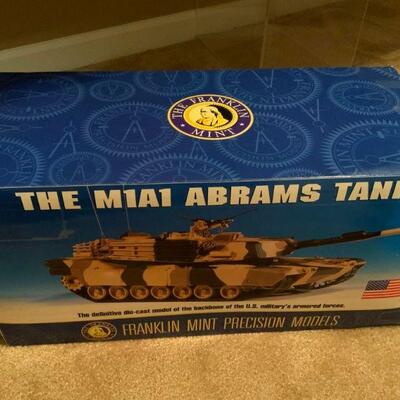 THE FRANKLIN
MINT
THE M1A1 ABRAMS TANK
The definitive die-cast model of the backbone of the U.S. military's armored forces.
FRANKLIN MINT PRECISION MODELS